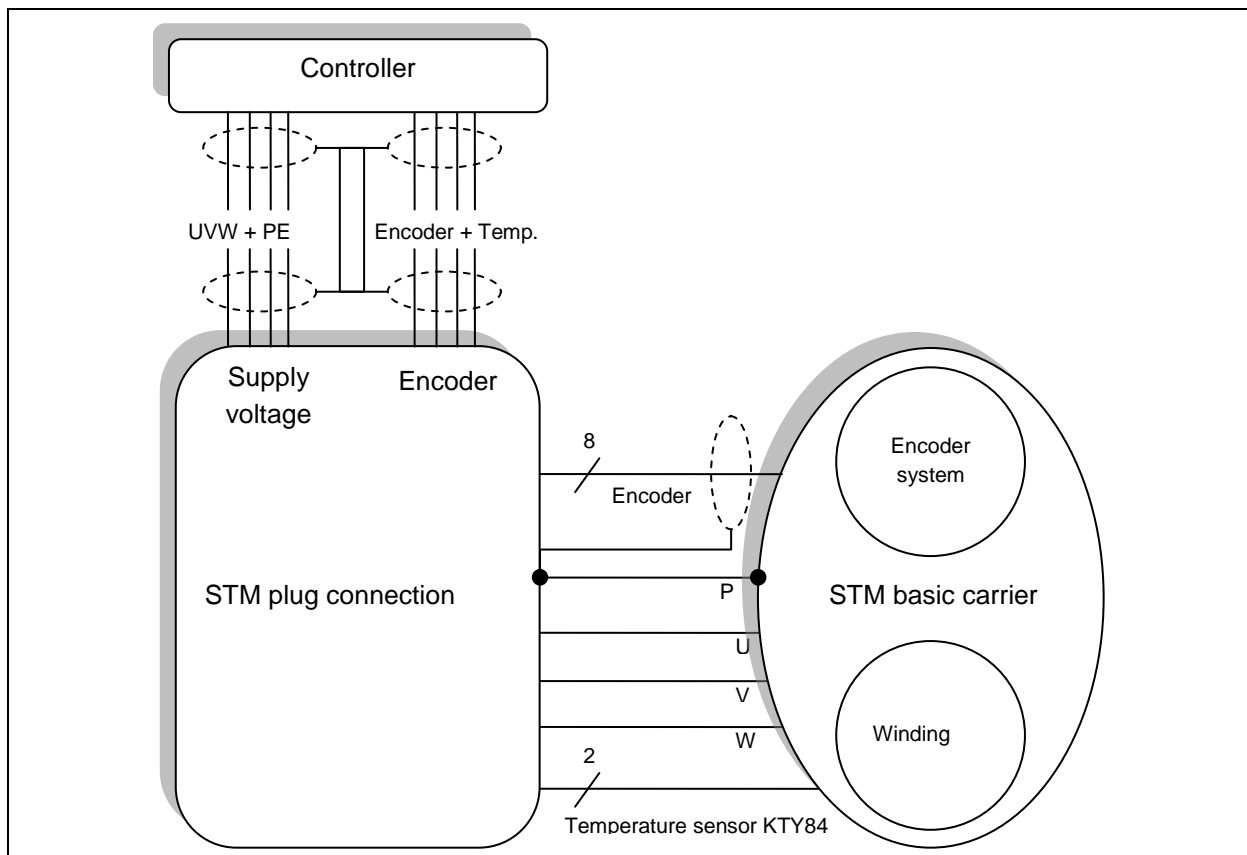 Controller
UVW + PE
Encoder + Temp.
Supply
voltage
Encoder
8
Encoder
Encoder
system
STM plug connection
P
STM basic carrier
U
V
W
Winding
2
Temperature sensor KTY84